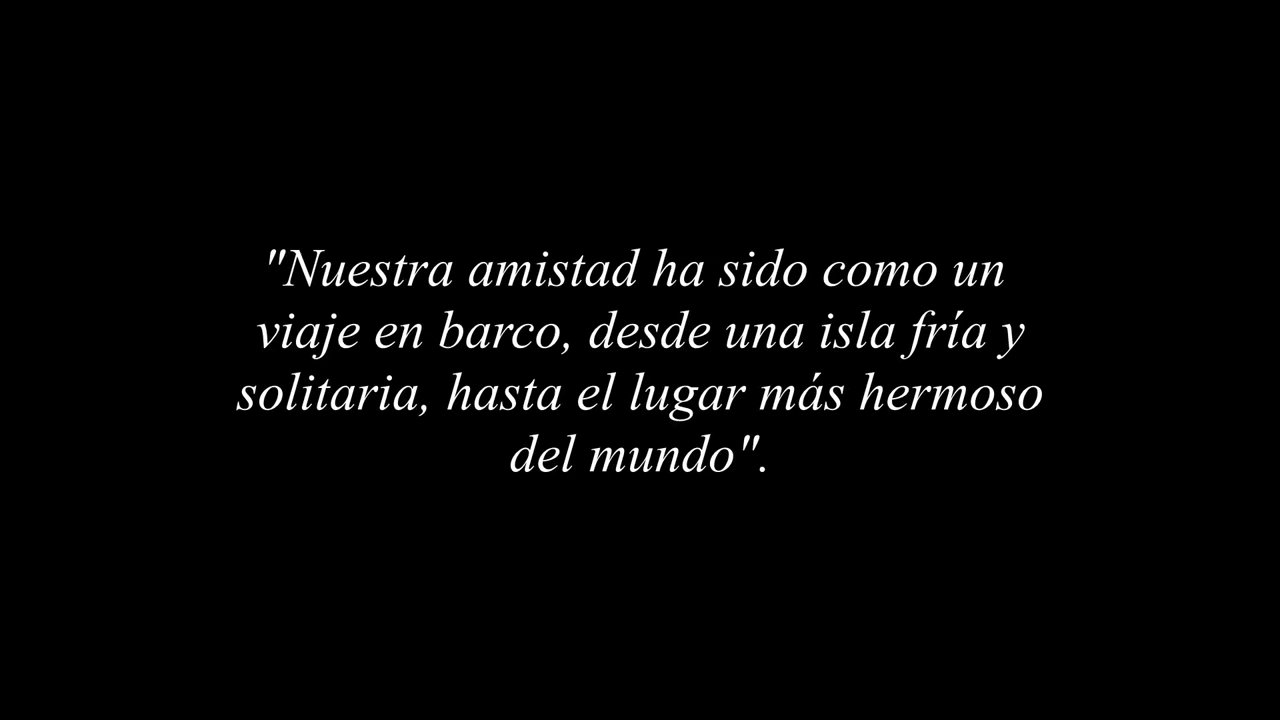 "Nuestra amistad ha sido como un
viaje en barco, desde una isla fría y
solitaria, hasta el lugar más hermoso
del mundo".